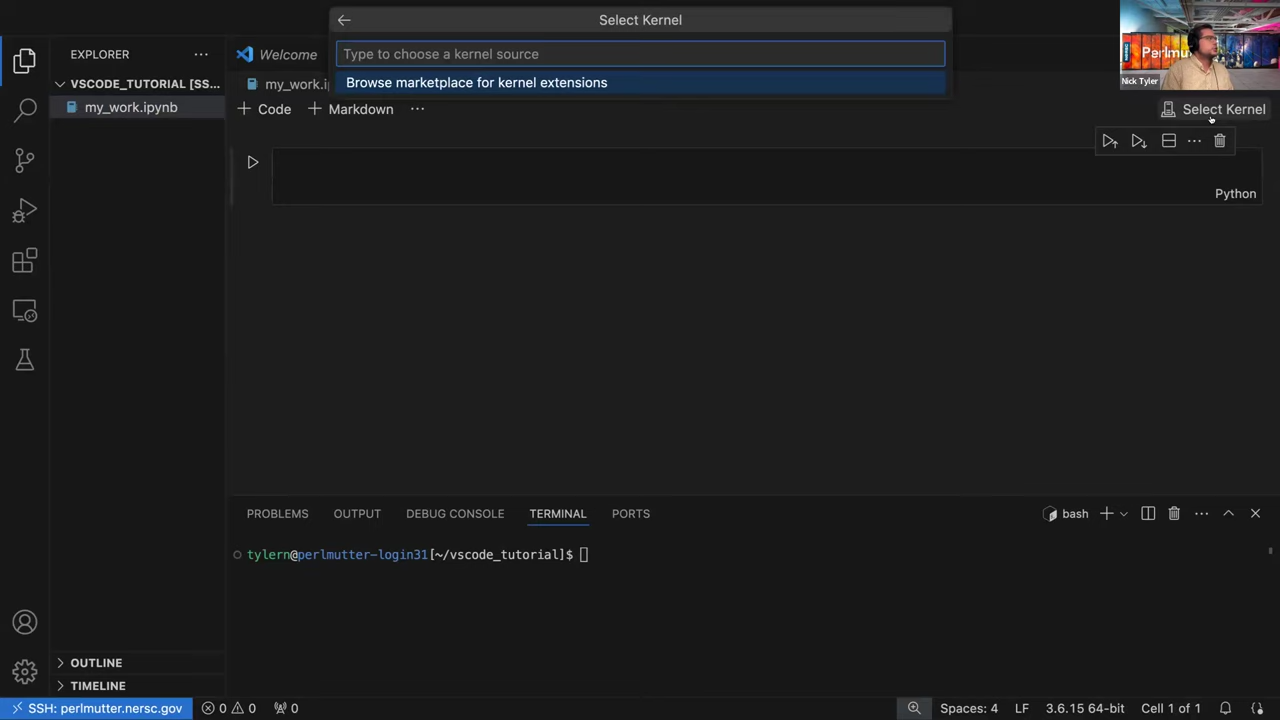 Select Kernel
Type to choose a kernel source
Browse marketplace for kernel extensions
EXPLORER
VSCODE_TUTORIAL [SS...
my_work.ipynb
Welcome
my_work.i
Code
Markdown
Select Kernel
Python
PROBLEMS
OUTPUT
DEBUG CONSOLE
TERMINAL
PORTS
bash
tylern@perlmutter-login31[~/vscode_tutorial]$
OUTLINE
TIMELINE
SSH: perlmutter.nersc.gov
0
0
0
Spaces: 4
LF
3.6.15 64-bit
Cell 1 of 1
Nick Tyler